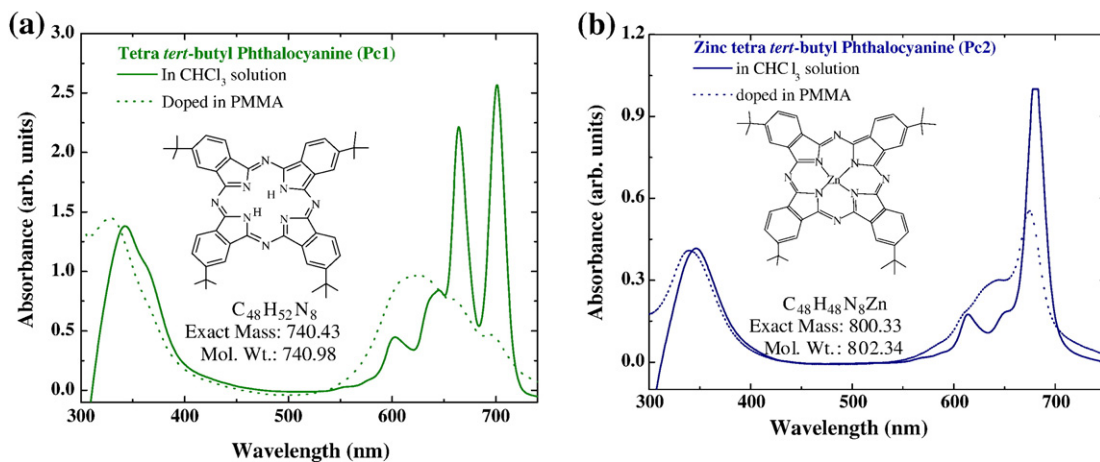 (a)
3.0
2.5
2.0
1.5
1.0
0.5
0.0
Absorbance (arb. units)
Tetra tert-butyl Phthalocyanine (Pc1)
In CHCl3 solution
Doped in PMMA
N
N
N
N
H
H
N
N
N
N
C48H52N8
Exact Mass: 740.43
Mol. Wt.: 740.98
300 400 500 600 700
Wavelength (nm)
(b)
1.2
0.9
0.6
0.3
0.0
Absorbance (arb. units)
Zinc tetra tert-butyl Phthalocyanine (Pc2)
in CHCl3 solution
doped in PMMA
N
N
N
N
Zn
N
N
N
N
C48H48N8Zn
Exact Mass: 800.33
Mol. Wt.: 802.34
300 400 500 600 700
Wavelength (nm)